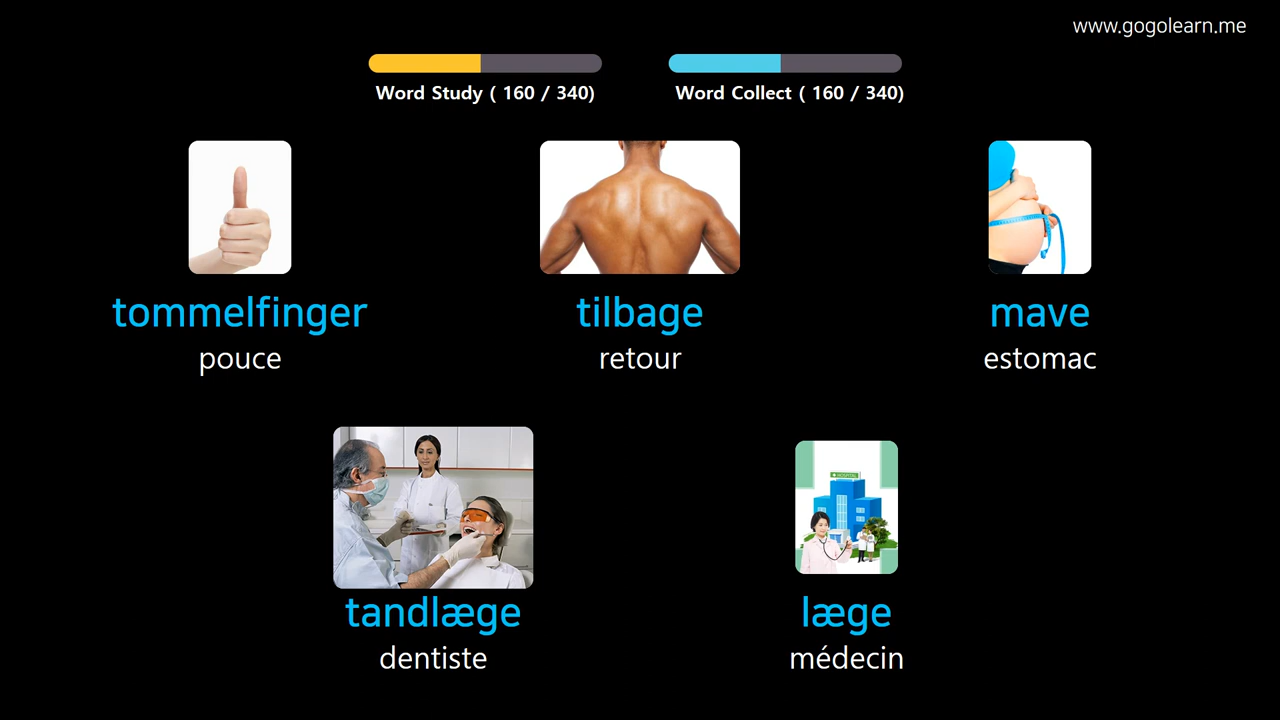 www.gogolearn.me
Word Study ( 160 / 340)
Word Collect ( 160 / 340)
tommelfinger
pouce
tilbage
retour
mave
estomac
HOSPITAL
tandlæge
dentiste
læge
médecin